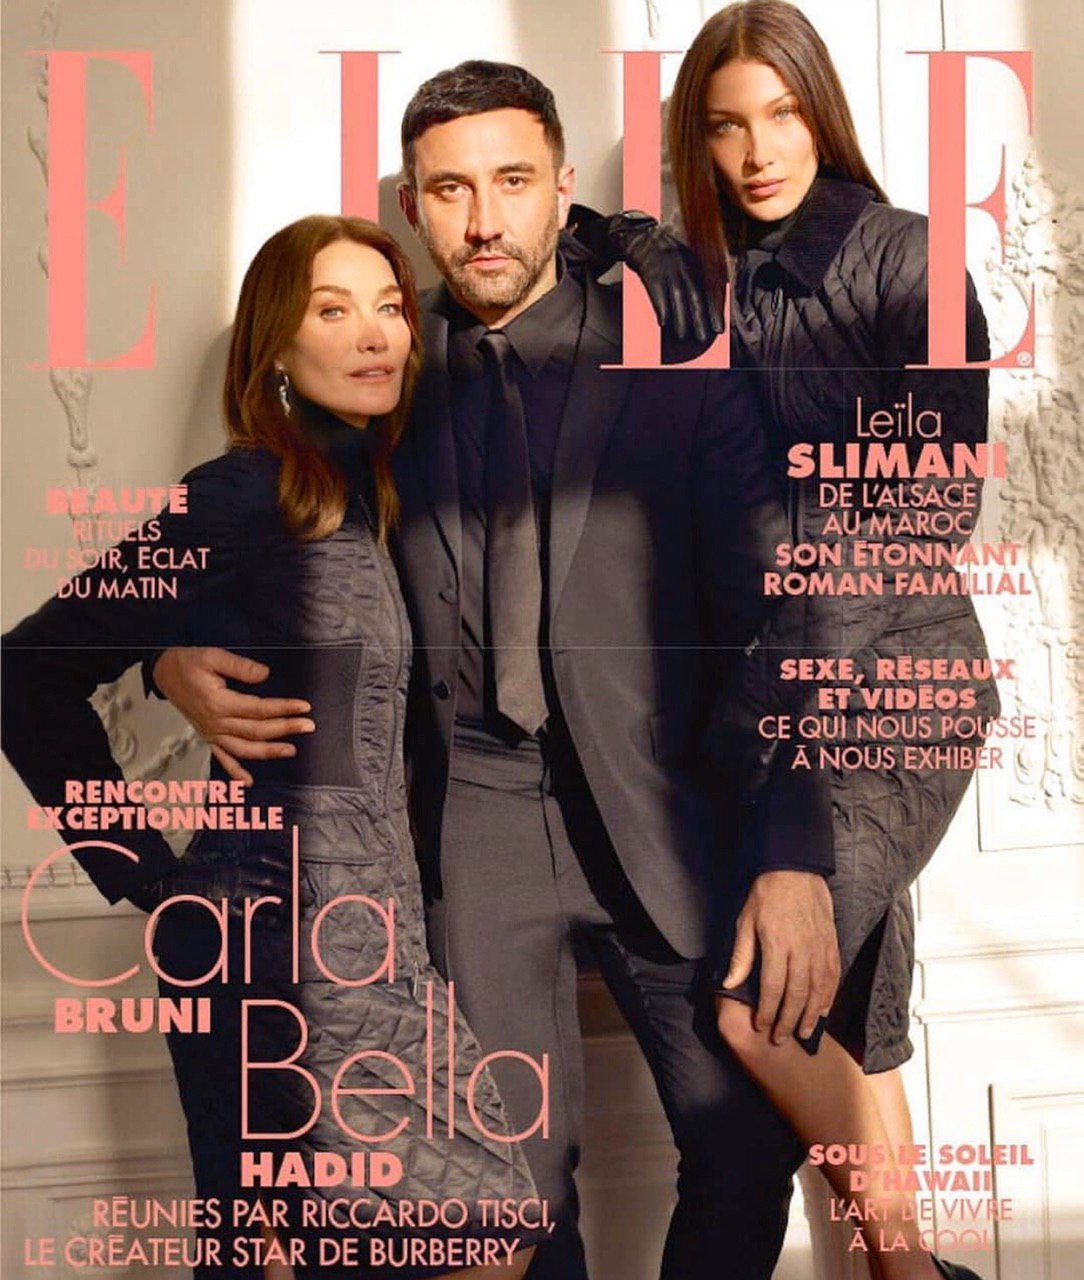 ELLE
®
Leïla
SLIMANI
DE L'ALSACE
AU MAROC
SON ÉTONNANT
ROMAN FAMILIAL
BEAUTÉ
RITUELS
DU SOIR, ÉCLAT
DU MATIN
SEXE, RÉSEAUX
ET VIDÉOS
CE QUI NOUS POUSSE
À NOUS EXHIBER
RENCONTRE
EXCEPTIONNELLE
Carla
BRUNI
Bella
HADID
RÉUNIES PAR RICCARDO TISCI,
LE CRÉATEUR STAR DE BURBERRY
SOUS LE SOLEIL
D'HAWAII
L'ART DE VIVRE
À LA COOL